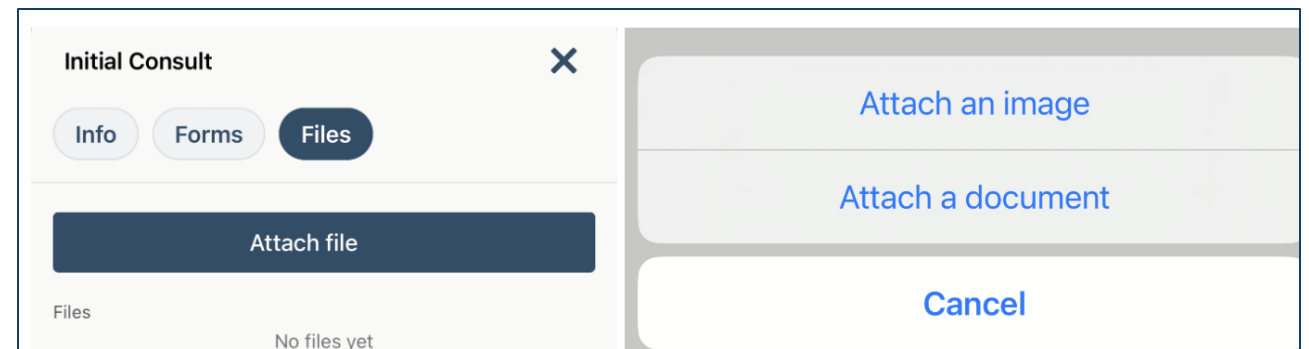 Initial Consult
Info Forms Files
Attach file
Files
No files yet
Attach an image
Attach a document
Cancel